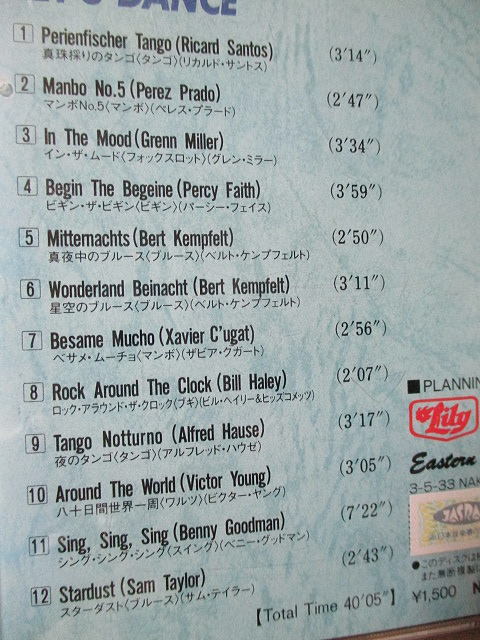 LET'S DANCE
1 Perienfischer Tango (Ricard Santos) (3′14″)
真珠採りのタンゴ〈タンゴ〉(リカルド・サントス)
2 Manbo No.5 (Perez Prado) (2′47″)
マンボNo.5〈マンボ〉(ペレス・プラード)
3 In The Mood (Grenn Miller) (3′34″)
イン・ザ・ムード〈フォックスロット〉(グレン・ミラー)
4 Begin The Begeine (Percy Faith) (3′59″)
ビギン・ザ・ビギン〈ビギン〉(パーシー・フェイス)
5 Mitternachts (Bert Kempfelt) (2′50″)
真夜中のブルース〈ブルース〉(ベルト・ケンプフェルト)
6 Wonderland Beinacht (Bert Kempfelt) (3′11″)
星空のブルース〈ブルース〉(ベルト・ケンプフェルト)
7 Besame Mucho (Xavier C'ugat) (2′56″)
ベサメ・ムーチョ〈マンボ〉(ザビア・クガート)
8 Rock Around The Clock (Bill Haley) (2′07″)
ロック・アラウンド・ザ・クロック〈ブギ〉(ビル・ヘイリー&ヒッズコメッツ)
9 Tango Notturno (Alfred Hause) (3′17″)
夜のタンゴ〈タンゴ〉(アルフレッド・ハウゼ)
10 Around The World (Victor Young) (3′05″)
八十日間世界一周〈ワルツ〉(ビクター・ヤング)
11 Sing, Sing, Sing (Benny Goodman) (7′22″)
シング・シング・シング〈スイング〉(ベニー・グッドマン)
12 Stardust (Sam Taylor) (2′43″)
スターダスト〈ブルース〉(サム・テイラー)
【Total Time 40′05″】
■PLANNIN
Lily
Eastern
3-5-33 NAK
JASRA
●このディスクは
また無断複製
¥1,500 N